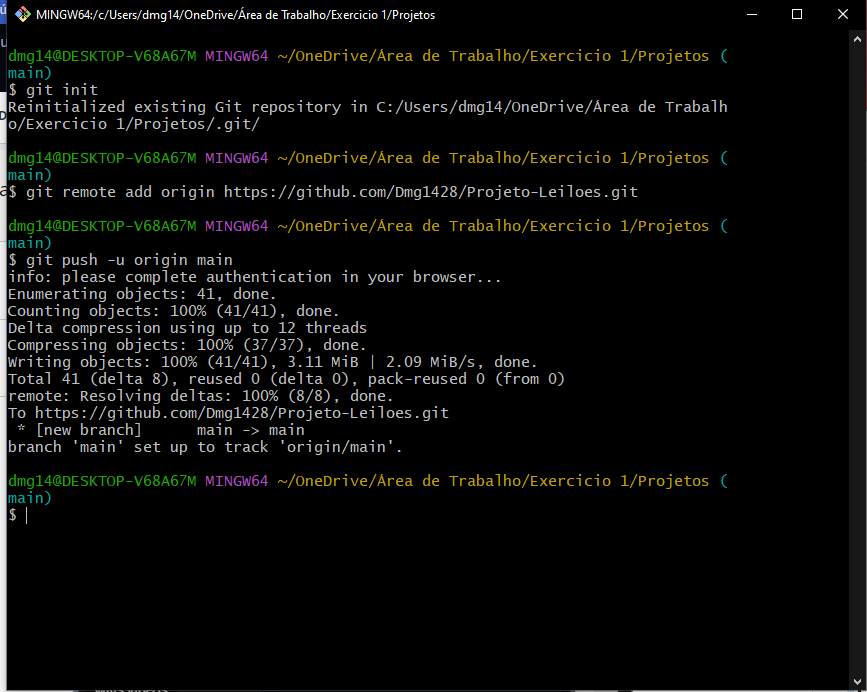 MINGW64:/c/Users/dmg14/OneDrive/Área de Trabalho/Exercicio 1/Projetos
dmg14@DESKTOP-V68A67M MINGW64 ~/OneDrive/Área de Trabalho/Exercicio 1/Projetos (
main)
$ git init
Reinitialized existing Git repository in C:/Users/dmg14/OneDrive/Área de Trabalh
o/Exercicio 1/Projetos/.git/
dmg14@DESKTOP-V68A67M MINGW64 ~/OneDrive/Área de Trabalho/Exercicio 1/Projetos (
main)
$ git remote add origin https://github.com/Dmg1428/Projeto-Leiloes.git
dmg14@DESKTOP-V68A67M MINGW64 ~/OneDrive/Área de Trabalho/Exercicio 1/Projetos (
main)
$ git push -u origin main
info: please complete authentication in your browser...
Enumerating objects: 41, done.
Counting objects: 100% (41/41), done.
Delta compression using up to 12 threads
Compressing objects: 100% (37/37), done.
Writing objects: 100% (41/41), 3.11 MiB | 2.09 MiB/s, done.
Total 41 (delta 8), reused 0 (delta 0), pack-reused 0 (from 0)
remote: Resolving deltas: 100% (8/8), done.
To https://github.com/Dmg1428/Projeto-Leiloes.git
 * [new branch]      main -> main
branch 'main' set up to track 'origin/main'.
dmg14@DESKTOP-V68A67M MINGW64 ~/OneDrive/Área de Trabalho/Exercicio 1/Projetos (
main)
$